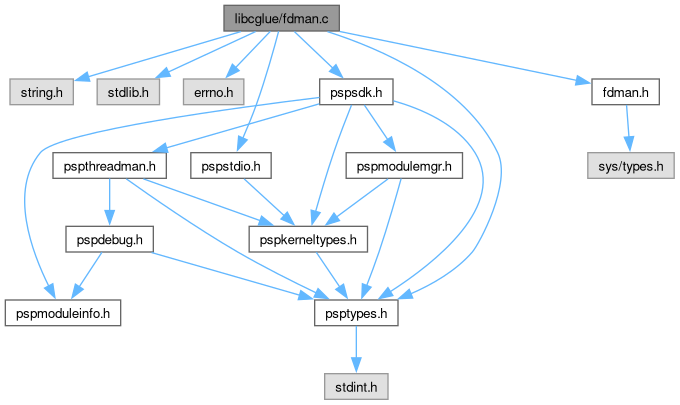 libcglue/fdman.c
string.h
stdlib.h
errno.h
pspsdk.h
fdman.h
pspthreadman.h
pspstdio.h
pspmodulemgr.h
sys/types.h
pspdebug.h
pspkerneltypes.h
pspmoduleinfo.h
psptypes.h
stdint.h